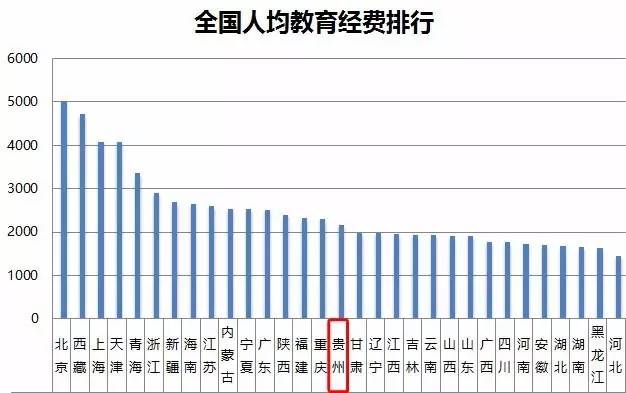 全国人均教育经费排行
6000
5000
4000
3000
2000
1000
0
北京
西藏
上海
天津
青海
浙江
新疆
海南
江苏
内蒙古
宁夏
广东
陕西
福建
重庆
贵州
甘肃
辽宁
江西
吉林
云南
山西
山东
广西
四川
河南
安徽
湖北
湖南
黑龙江
河北